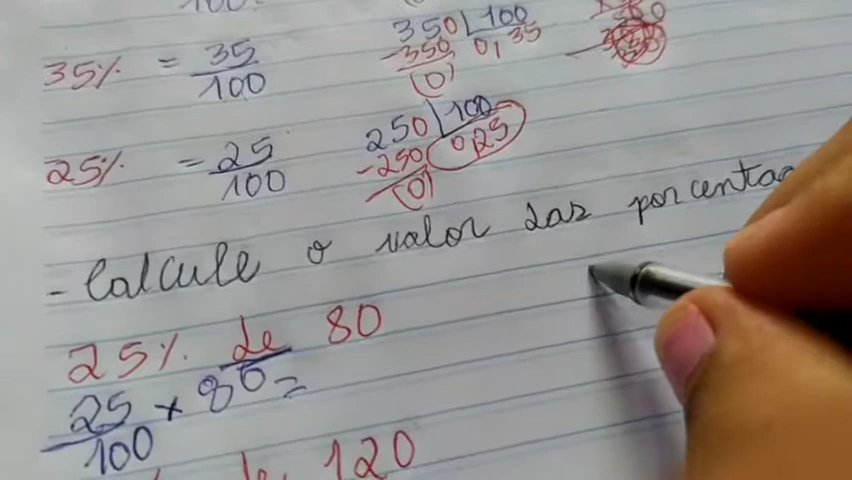 100
35% = 35/100 350 | 100
-350 0,35
(0)
25% = 25/100 250 | 100
-250 0,25
(0)
- Calcule o valor das
25% de 80
25/100 x 80 =
120